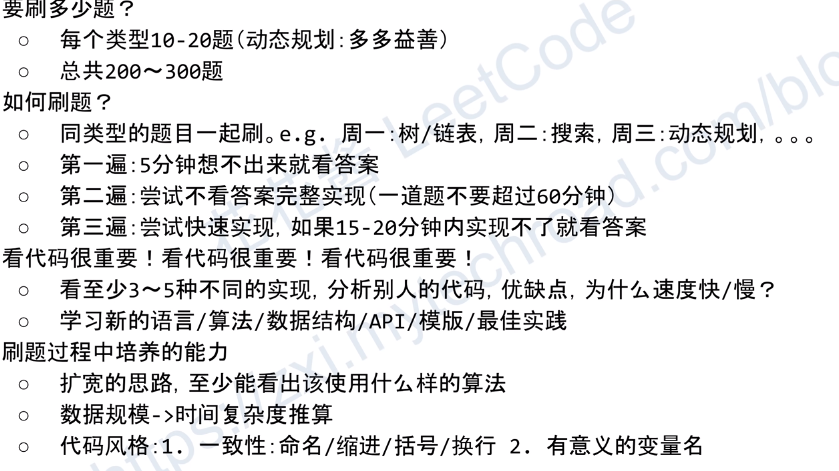 要刷多少题？
○ 每个类型10-20题(动态规划:多多益善)
○ 总共200～300题
如何刷题？
○ 同类型的题目一起刷。e.g. 周一:树/链表, 周二:搜索, 周三:动态规划, 。。。
○ 第一遍:5分钟想不出来就看答案
○ 第二遍:尝试不看答案完整实现(一道题不要超过60分钟)
○ 第三遍:尝试快速实现, 如果15-20分钟内实现不了就看答案
看代码很重要！看代码很重要！看代码很重要！
○ 看至少3～5种不同的实现, 分析别人的代码, 优缺点, 为什么速度快/慢？
○ 学习新的语言/算法/数据结构/API/模版/最佳实践
刷题过程中培养的能力
○ 扩宽的思路, 至少能看出该使用什么样的算法
○ 数据规模->时间复杂度推算
○ 代码风格:1. 一致性:命名/缩进/括号/换行 2. 有意义的变量名
花花酱 LeetCode
https://zxi.mytechroad.com/blo